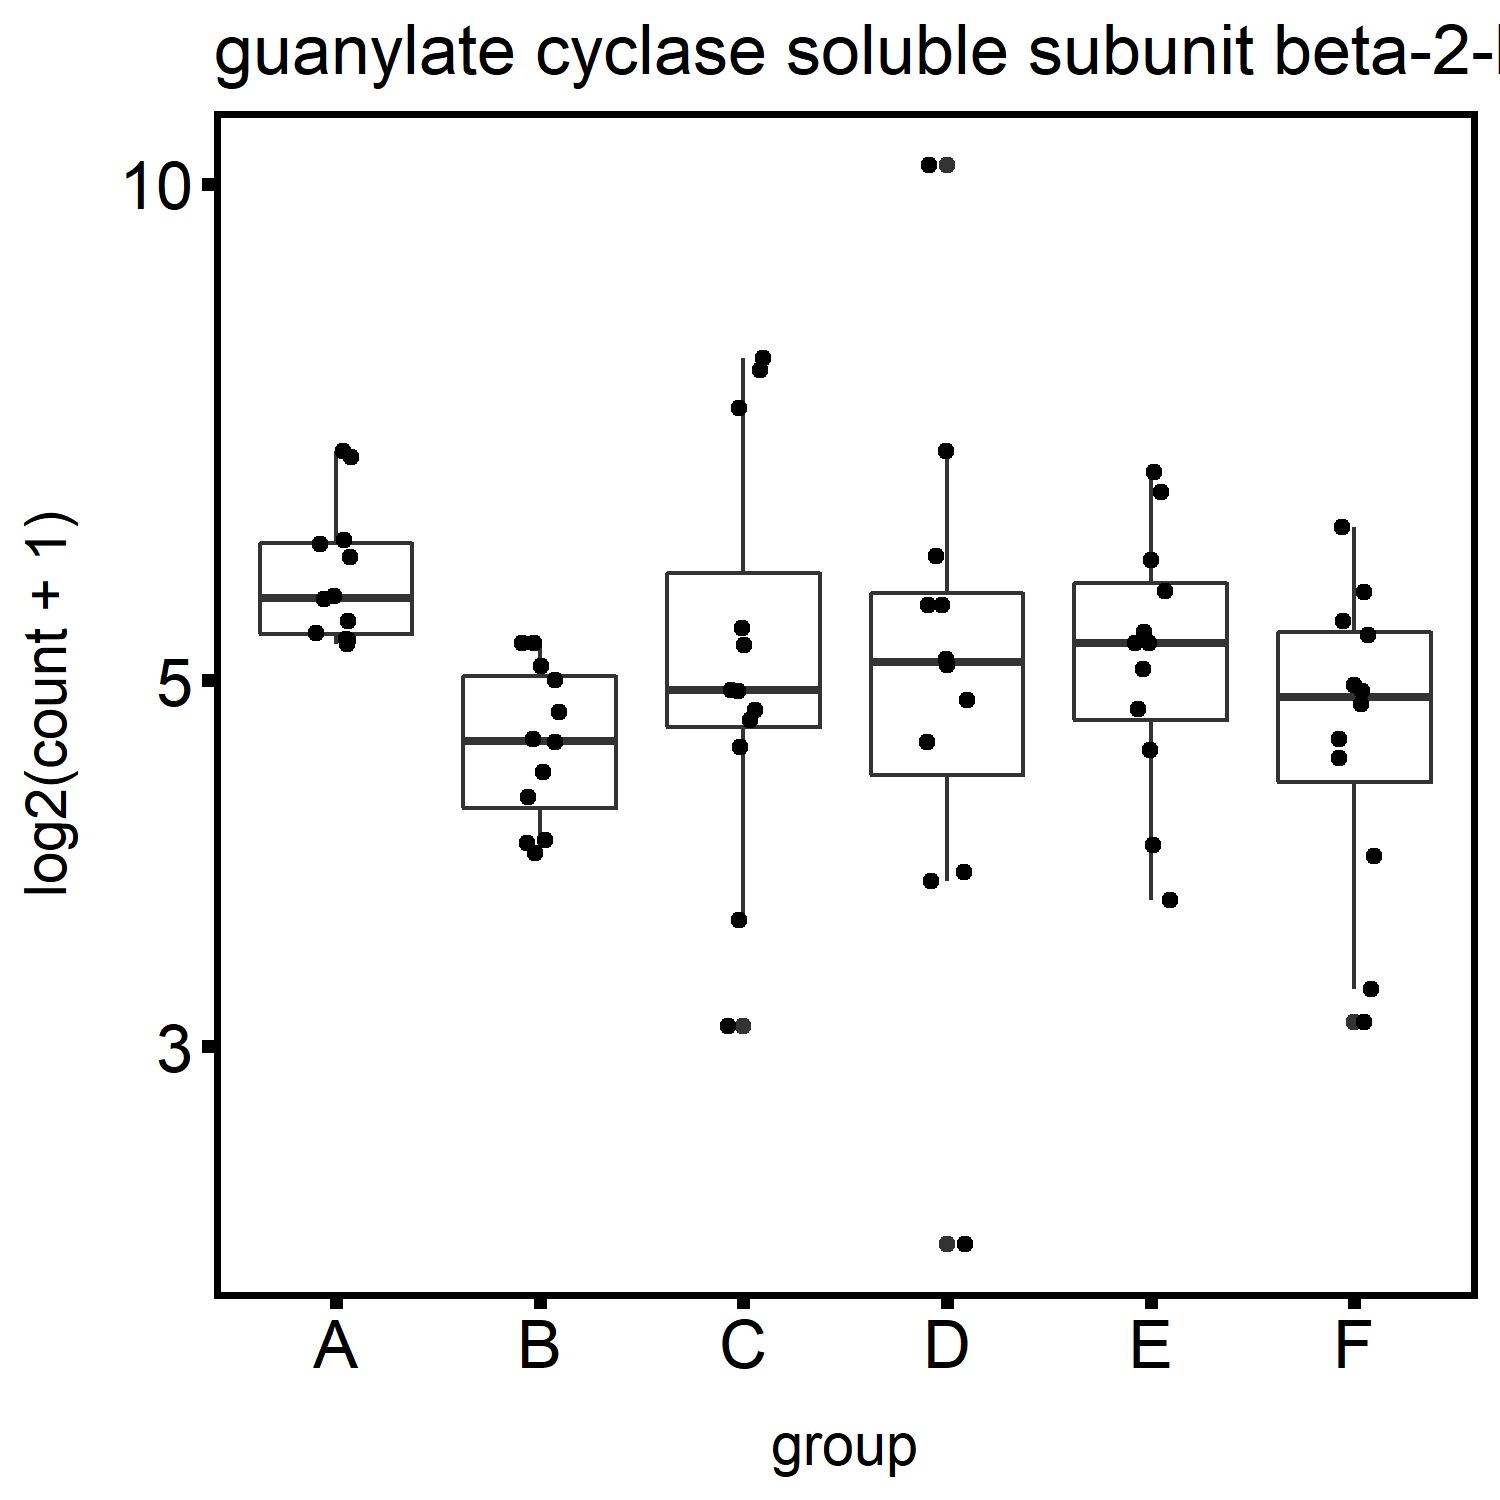 guanylate cyclase soluble subunit beta-2-
10
5
3
log2(count + 1)
A B C D E F
group